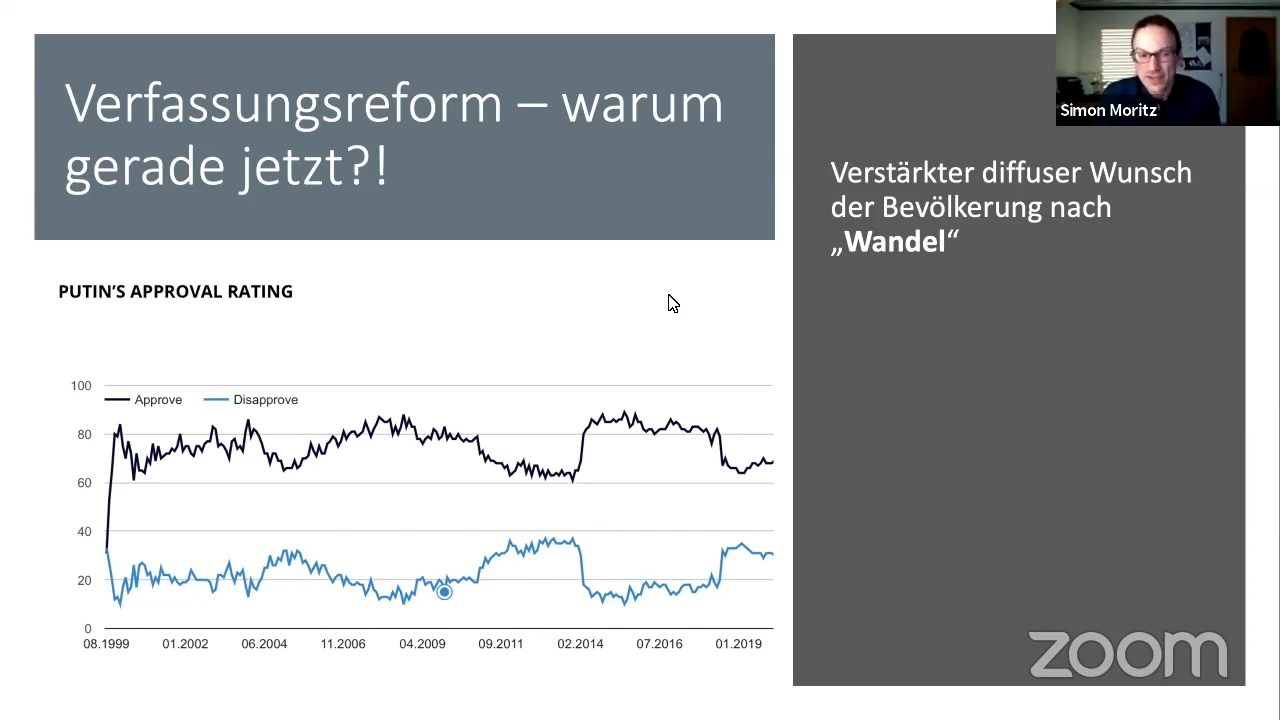 Verfassungsreform – warum
gerade jetzt?!
Simon Moritz
Verstärkter diffuser Wunsch
der Bevölkerung nach
„Wandel“
PUTIN’S APPROVAL RATING
100
Approve
Disapprove
80
60
40
20
0
08.1999
01.2002
06.2004
11.2006
04.2009
09.2011
02.2014
07.2016
01.2019
zoom